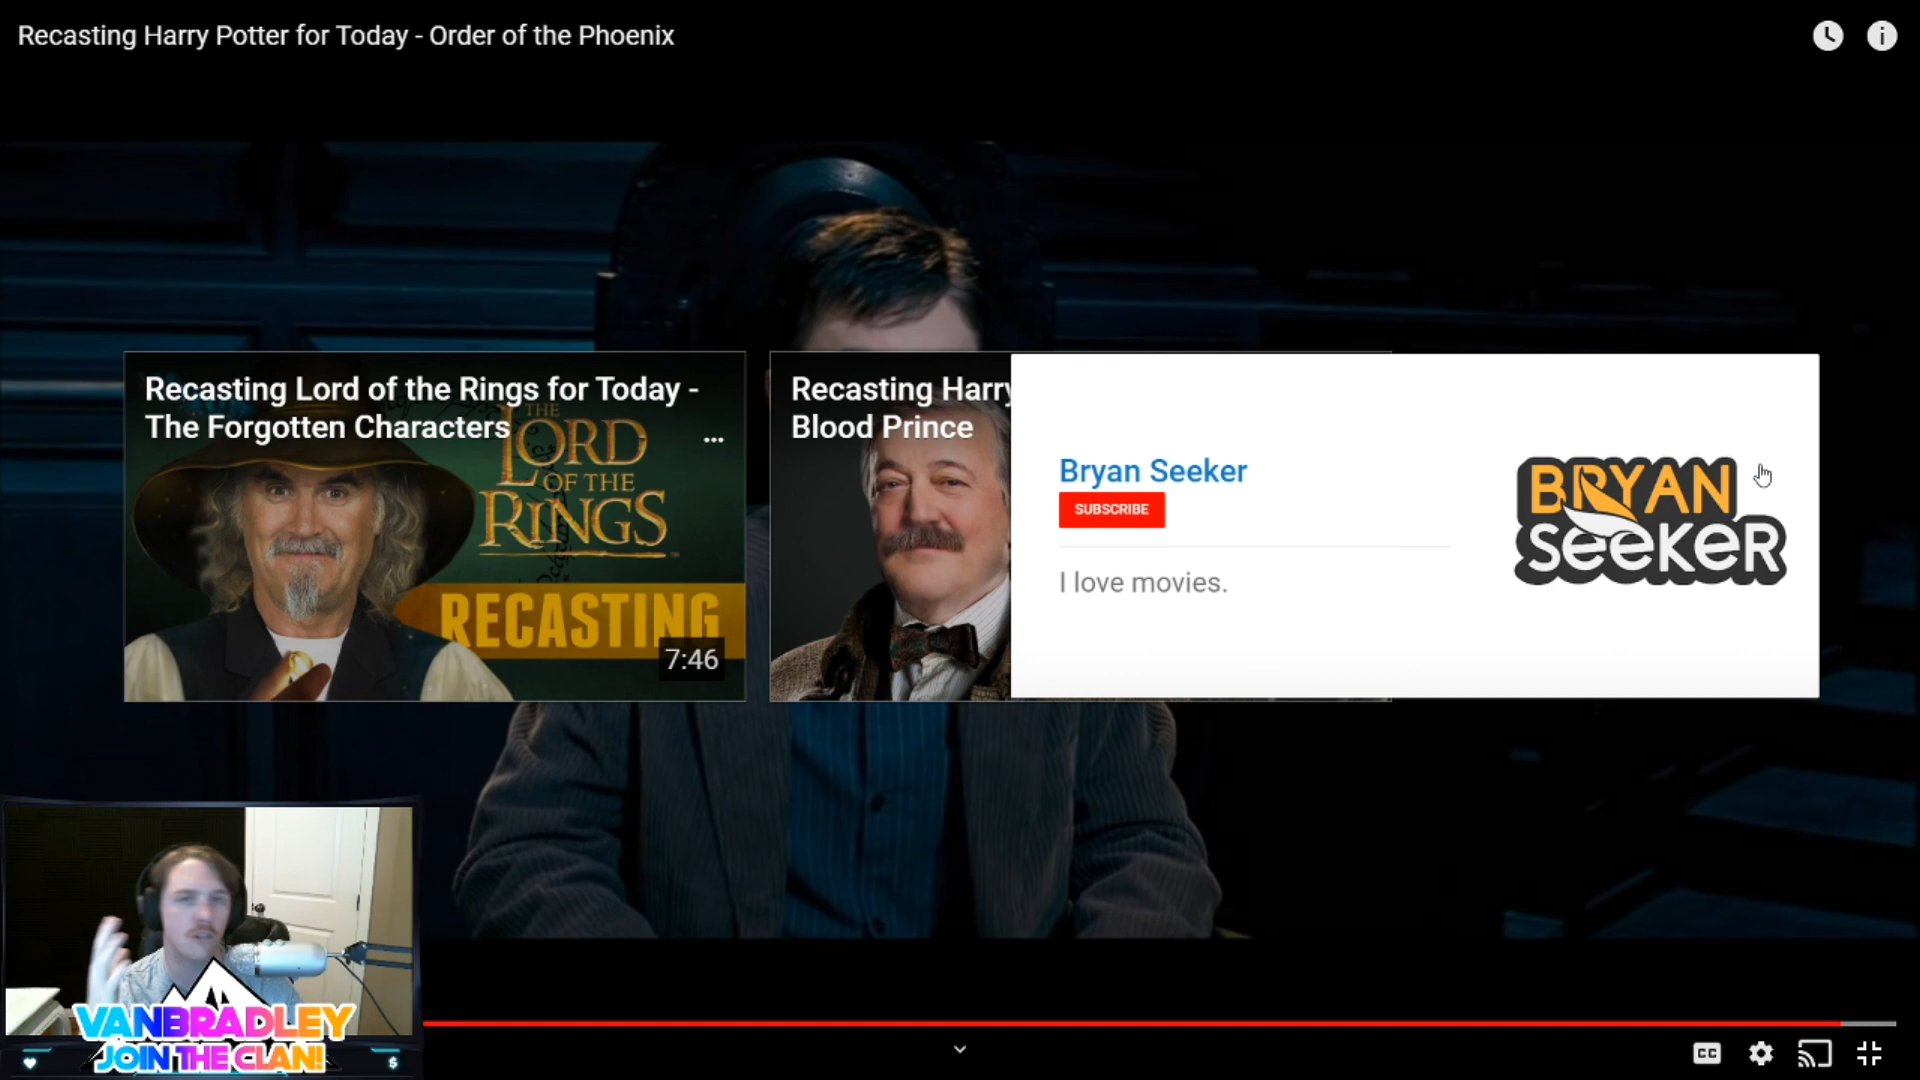 Recasting Harry Potter for Today - Order of the Phoenix
Recasting Lord of the Rings for Today -
The Forgotten Characters
THE
LORD
OF THE
RINGS
RECASTING
7:46
Recasting Harry
Blood Prince
Bryan Seeker
SUBSCRIBE
I love movies.
BRYAN
SEEKER
VANBRADLEY
JOIN THE CLAN!
$
CC